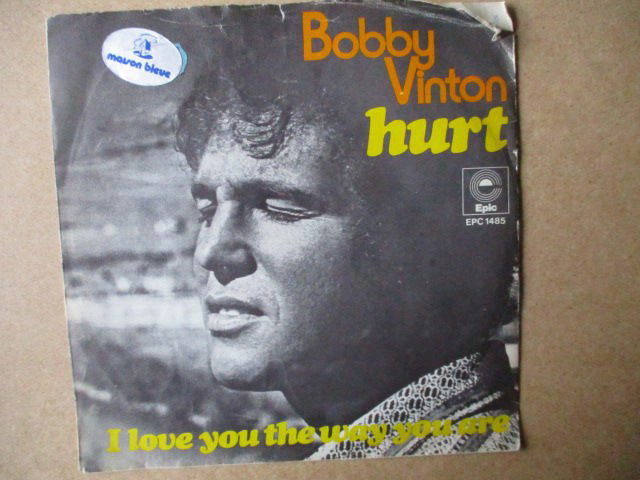 maison bleue
Bobby
Vinton
hurt
Epic
EPC 1485
I love you the way you are